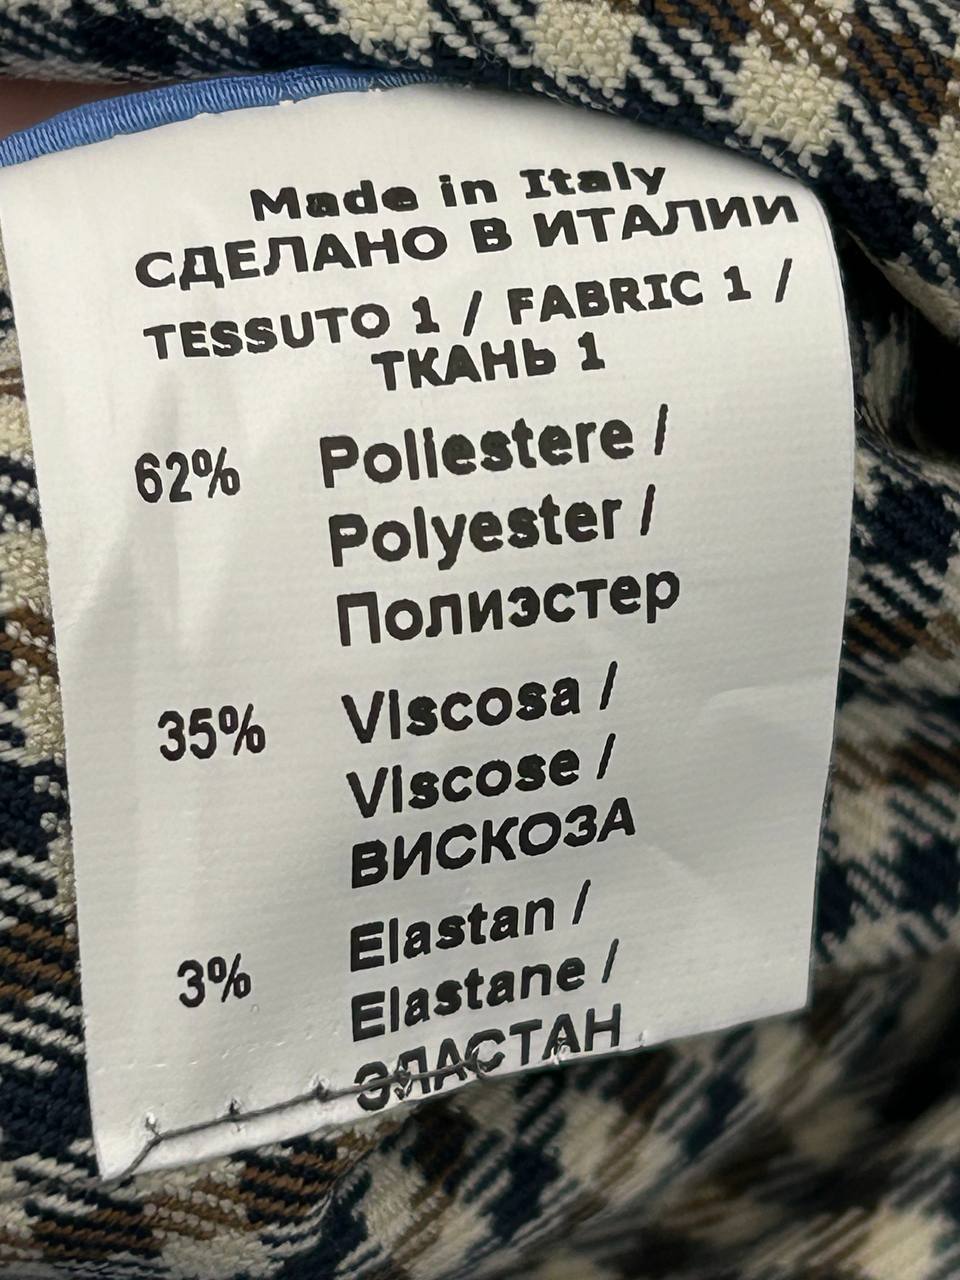 Made in Italy
СДЕЛАНО В ИТАЛИИ
TESSUTO 1 / FABRIC 1 /
ТКАНЬ 1
62% Poliestere /
Polyester /
Полиэстер
35% Viscosa /
Viscose /
ВИСКОЗА
3% Elastan /
Elastane /
ЭЛАСТАН